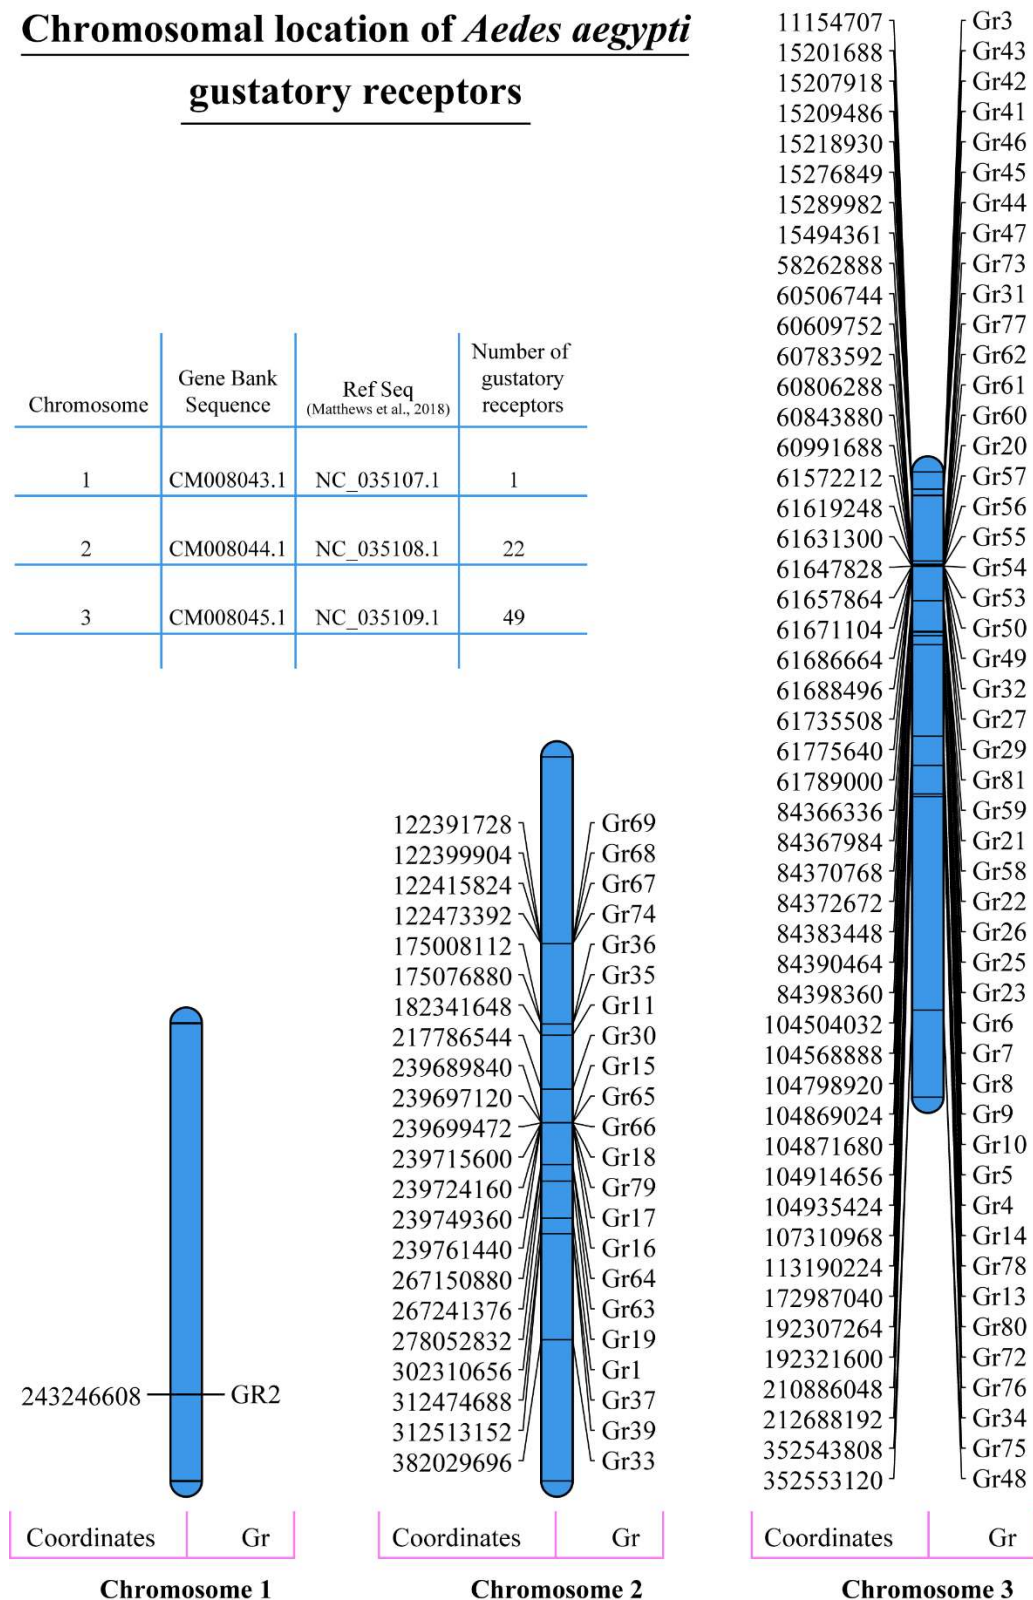 Chromosomal location of Aedes aegypti
gustatory receptors
Chromosome
Gene Bank
Sequence
Ref Seq
(Matthews et al., 2018)
Number of
gustatory
receptors
1 CM008043.1 NC_035107.1 1
2 CM008044.1 NC_035108.1 22
3 CM008045.1 NC_035109.1 49
243246608 GR2
Coordinates Gr
Chromosome 1
122391728 Gr69
122399904 Gr68
122415824 Gr67
122473392 Gr74
175008112 Gr36
175076880 Gr35
182341648 Gr11
217786544 Gr30
239689840 Gr15
239697120 Gr65
239699472 Gr66
239715600 Gr18
239724160 Gr79
239749360 Gr17
239761440 Gr16
267150880 Gr64
267241376 Gr63
278052832 Gr19
302310656 Gr1
312474688 Gr37
312513152 Gr39
382029696 Gr33
Coordinates Gr
Chromosome 2
11154707 Gr3
15201688 Gr43
15207918 Gr42
15209486 Gr41
15218930 Gr46
15276849 Gr45
15289982 Gr44
15494361 Gr47
58262888 Gr73
60506744 Gr31
60609752 Gr77
60783592 Gr62
60806288 Gr61
60843880 Gr60
60991688 Gr20
61572212 Gr57
61619248 Gr56
61631300 Gr55
61647828 Gr54
61657864 Gr53
61671104 Gr50
61686664 Gr49
61688496 Gr32
61735508 Gr27
61775640 Gr29
61789000 Gr81
84366336 Gr59
84367984 Gr21
84370768 Gr58
84372672 Gr22
84383448 Gr26
84390464 Gr25
84398360 Gr23
104504032 Gr6
104568888 Gr7
104798920 Gr8
104869024 Gr9
104871680 Gr10
104914656 Gr5
104935424 Gr4
107310968 Gr14
113190224 Gr78
172987040 Gr13
192307264 Gr80
192321600 Gr72
210886048 Gr76
212688192 Gr34
352543808 Gr75
352553120 Gr48
Coordinates Gr
Chromosome 3